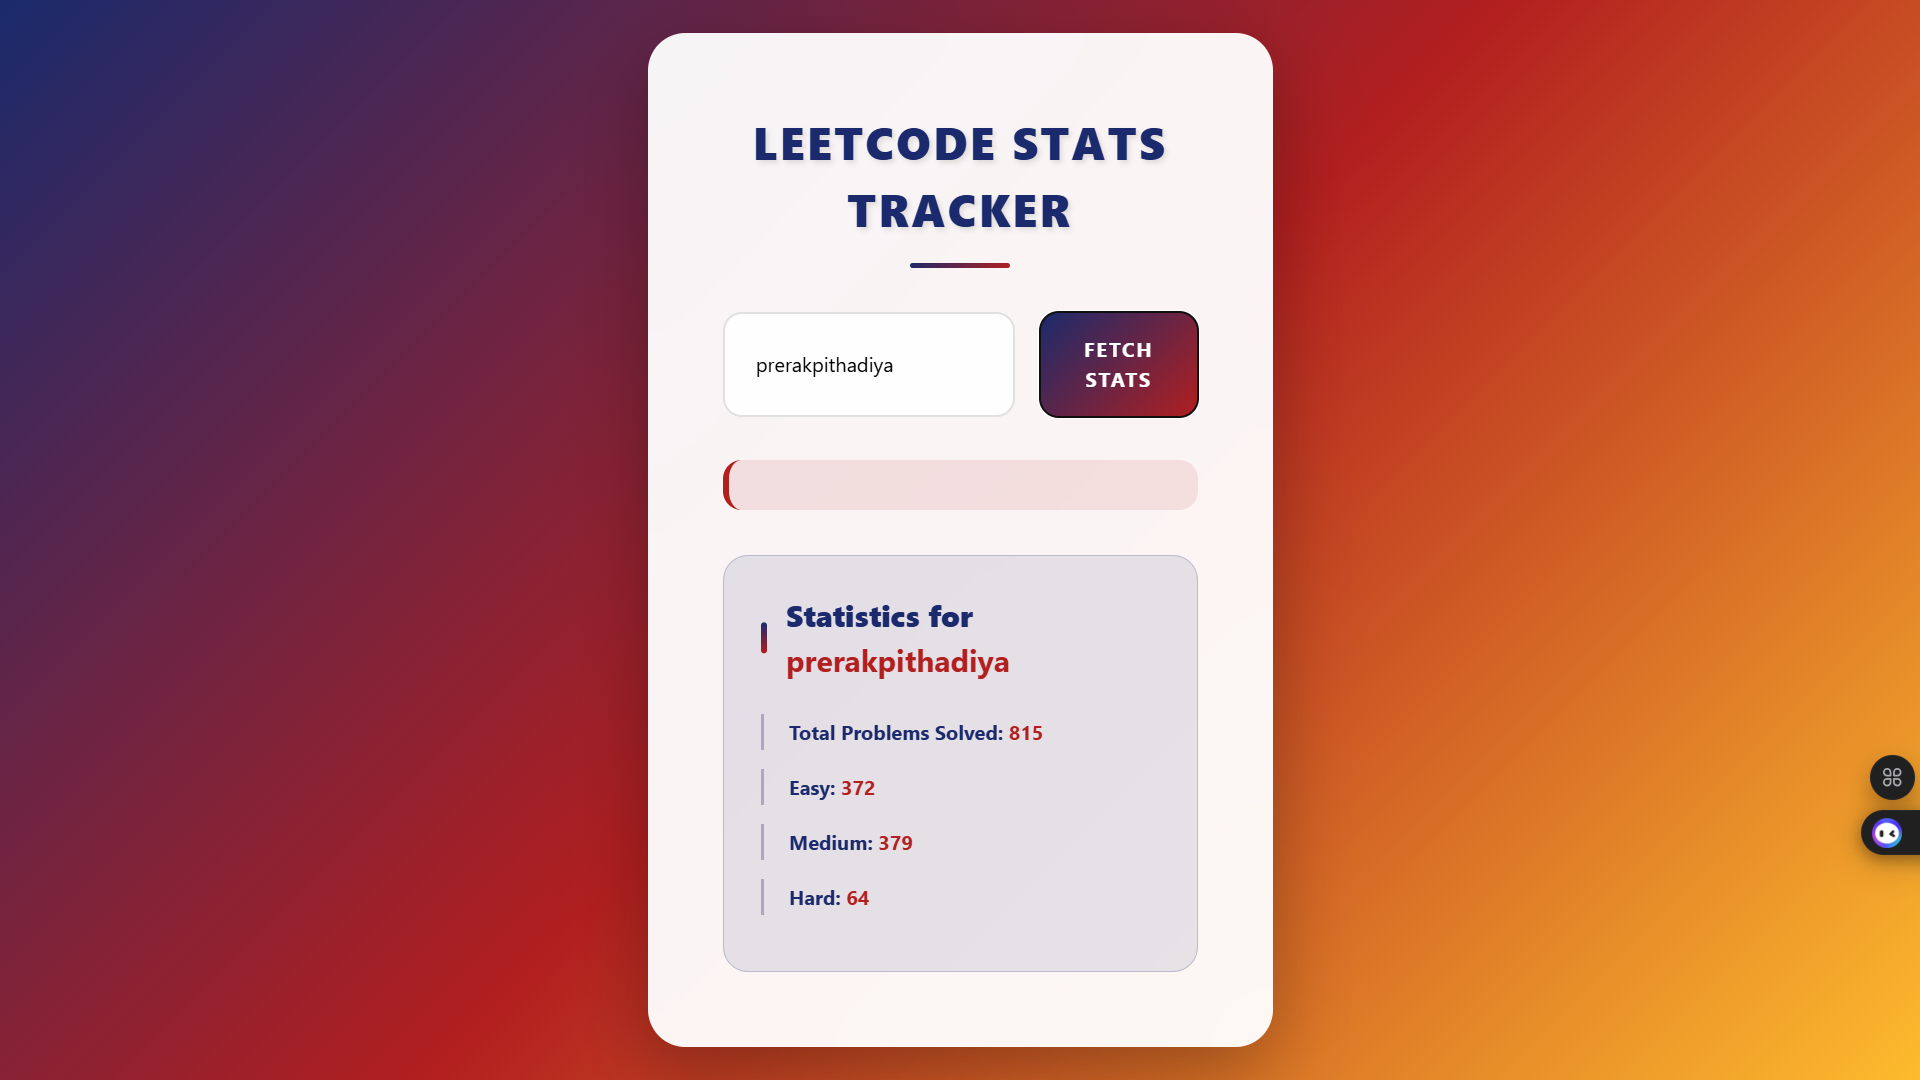 LEETCODE STATS
TRACKER
prerakpithadiya
FETCH
STATS
Statistics for
prerakpithadiya
Total Problems Solved: 815
Easy: 372
Medium: 379
Hard: 64